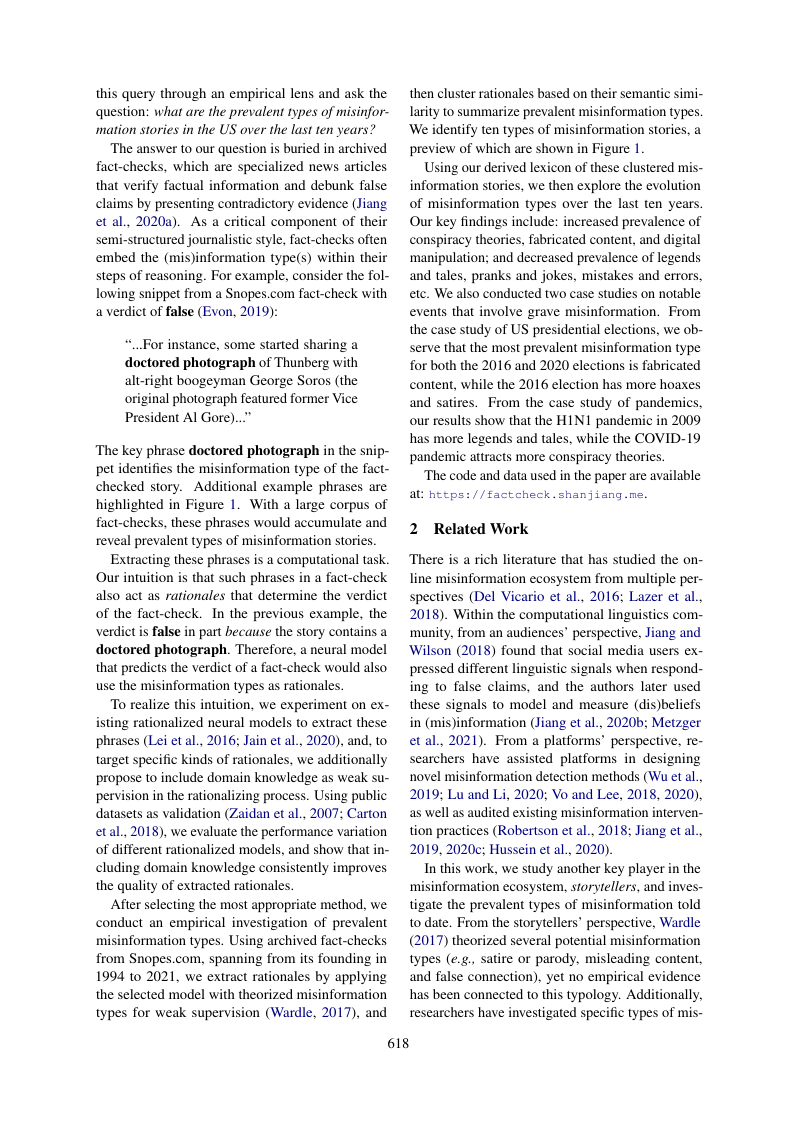 this query through an empirical lens and ask the
question: what are the prevalent types of misinfor-
mation stories in the US over the last ten years?
The answer to our question is buried in archived
fact-checks, which are specialized news articles
that verify factual information and debunk false
claims by presenting contradictory evidence (Jiang
et al., 2020a). As a critical component of their
semi-structured journalistic style, fact-checks often
embed the (mis)information type(s) within their
steps of reasoning. For example, consider the fol-
lowing snippet from a Snopes.com fact-check with
a verdict of false (Evon, 2019):
“...For instance, some started sharing a
doctored photograph of Thunberg with
alt-right boogeyman George Soros (the
original photograph featured former Vice
President Al Gore)...”
The key phrase doctored photograph in the snip-
pet identifies the misinformation type of the fact-
checked story. Additional example phrases are
highlighted in Figure 1. With a large corpus of
fact-checks, these phrases would accumulate and
reveal prevalent types of misinformation stories.
Extracting these phrases is a computational task.
Our intuition is that such phrases in a fact-check
also act as rationales that determine the verdict
of the fact-check. In the previous example, the
verdict is false in part because the story contains a
doctored photograph. Therefore, a neural model
that predicts the verdict of a fact-check would also
use the misinformation types as rationales.
To realize this intuition, we experiment on ex-
isting rationalized neural models to extract these
phrases (Lei et al., 2016; Jain et al., 2020), and, to
target specific kinds of rationales, we additionally
propose to include domain knowledge as weak su-
pervision in the rationalizing process. Using public
datasets as validation (Zaidan et al., 2007; Carton
et al., 2018), we evaluate the performance variation
of different rationalized models, and show that in-
cluding domain knowledge consistently improves
the quality of extracted rationales.
After selecting the most appropriate method, we
conduct an empirical investigation of prevalent
misinformation types. Using archived fact-checks
from Snopes.com, spanning from its founding in
1994 to 2021, we extract rationales by applying
the selected model with theorized misinformation
types for weak supervision (Wardle, 2017), and
then cluster rationales based on their semantic simi-
larity to summarize prevalent misinformation types.
We identify ten types of misinformation stories, a
preview of which are shown in Figure 1.
Using our derived lexicon of these clustered mis-
information stories, we then explore the evolution
of misinformation types over the last ten years.
Our key findings include: increased prevalence of
conspiracy theories, fabricated content, and digital
manipulation; and decreased prevalence of legends
and tales, pranks and jokes, mistakes and errors,
etc. We also conducted two case studies on notable
events that involve grave misinformation. From
the case study of US presidential elections, we ob-
serve that the most prevalent misinformation type
for both the 2016 and 2020 elections is fabricated
content, while the 2016 election has more hoaxes
and satires. From the case study of pandemics,
our results show that the H1N1 pandemic in 2009
has more legends and tales, while the COVID-19
pandemic attracts more conspiracy theories.
The code and data used in the paper are available
at: https://factcheck.shanjiang.me.
2 Related Work
There is a rich literature that has studied the on-
line misinformation ecosystem from multiple per-
spectives (Del Vicario et al., 2016; Lazer et al.,
2018). Within the computational linguistics com-
munity, from an audiences’ perspective, Jiang and
Wilson (2018) found that social media users ex-
pressed different linguistic signals when respond-
ing to false claims, and the authors later used
these signals to model and measure (dis)beliefs
in (mis)information (Jiang et al., 2020b; Metzger
et al., 2021). From a platforms’ perspective, re-
searchers have assisted platforms in designing
novel misinformation detection methods (Wu et al.,
2019; Lu and Li, 2020; Vo and Lee, 2018, 2020),
as well as audited existing misinformation interven-
tion practices (Robertson et al., 2018; Jiang et al.,
2019, 2020c; Hussein et al., 2020).
In this work, we study another key player in the
misinformation ecosystem, storytellers, and inves-
tigate the prevalent types of misinformation told
to date. From the storytellers’ perspective, Wardle
(2017) theorized several potential misinformation
types (e.g., satire or parody, misleading content,
and false connection), yet no empirical evidence
has been connected to this typology. Additionally,
researchers have investigated specific types of mis-
618